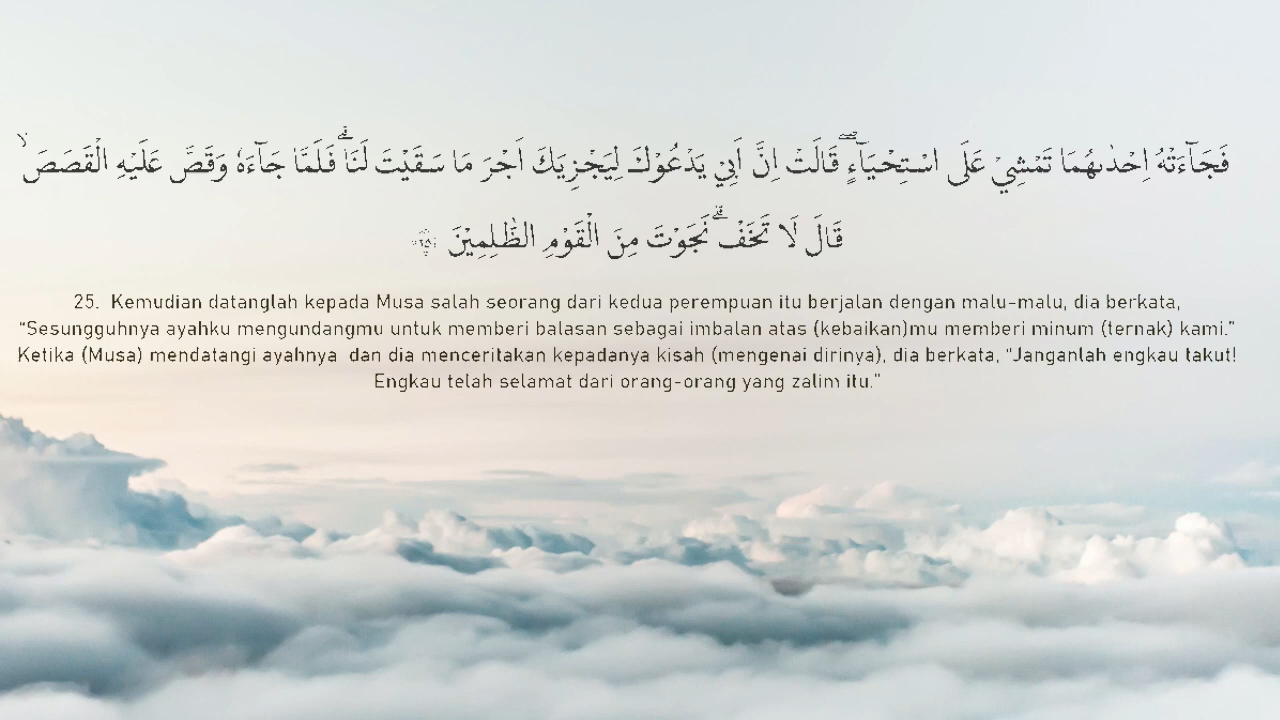 فَجَاۤءَتْهُ اِحْدٰىهُمَا تَمْشِيْ عَلَى اسْتِحْيَاۤءٍ ۖقَالَتْ اِنَّ اَبِيْ يَدْعُوْكَ لِيَجْزِيَكَ اَجْرَ مَا سَقَيْتَ لَنَاۗ فَلَمَّا جَاۤءَهٗ وَقَصَّ عَلَيْهِ الْقَصَصَۙ
قَالَ لَا تَخَفْۗ نَجَوْتَ مِنَ الْقَوْمِ الظّٰلِمِيْنَ ۝٢٥
25. Kemudian datanglah kepada Musa salah seorang dari kedua perempuan itu berjalan dengan malu-malu, dia berkata,
“Sesungguhnya ayahku mengundangmu untuk memberi balasan sebagai imbalan atas (kebaikan)mu memberi minum (ternak) kami.”
Ketika (Musa) mendatangi ayahnya dan dia menceritakan kepadanya kisah (mengenai dirinya), dia berkata, “Janganlah engkau takut!
Engkau telah selamat dari orang-orang yang zalim itu.”